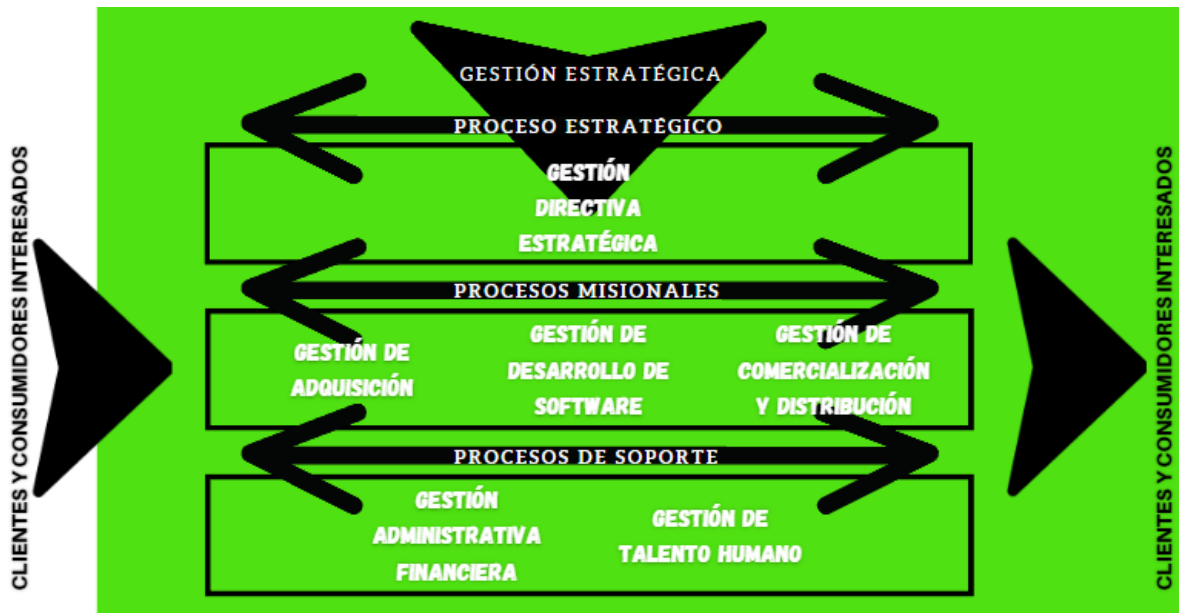 CLIENTES Y CONSUMIDORES INTERESADOS
GESTIÓN ESTRATÉGICA
PROCESO ESTRATÉGICO
GESTIÓN
DIRECTIVA
ESTRATÉGICA
PROCESOS MISIONALES
GESTIÓN DE
ADQUISICIÓN
GESTIÓN DE
DESARROLLO DE
SOFTWARE
GESTIÓN DE
COMERCIALIZACIÓN
Y DISTRIBUCIÓN
PROCESOS DE SOPORTE
GESTIÓN
ADMINISTRATIVA
FINANCIERA
GESTIÓN DE
TALENTO HUMANO
CLIENTES Y CONSUMIDORES INTERESADOS